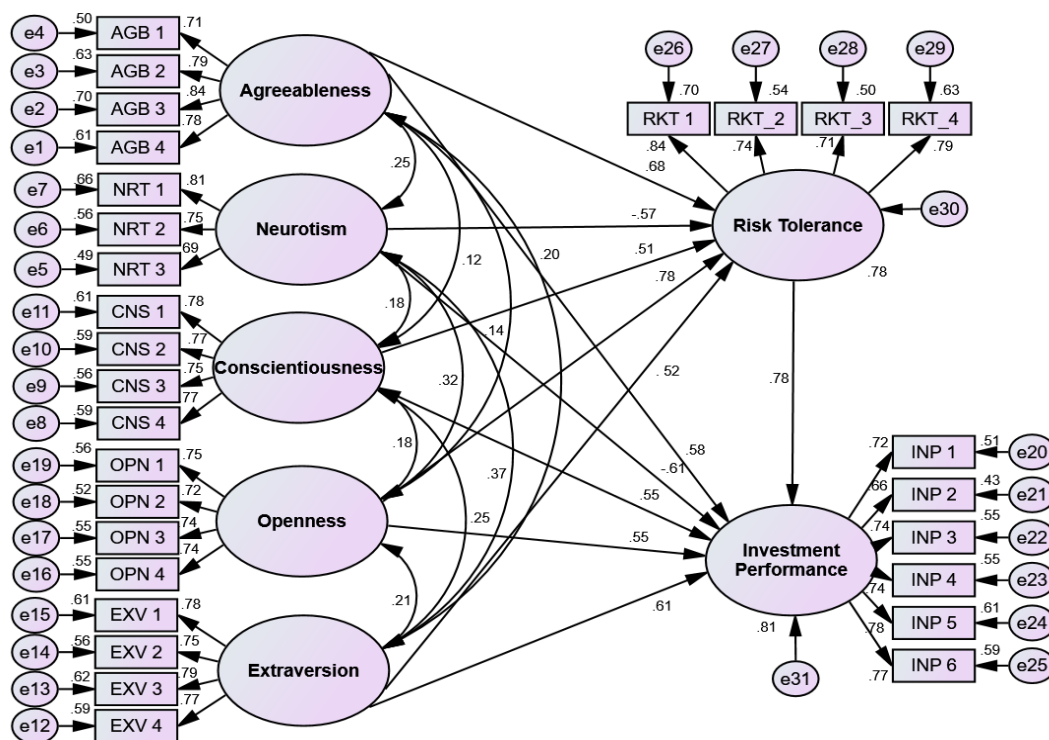 e4 .50 AGB 1 .71
e3 .63 AGB 2 .79
e2 .70 AGB 3 .84
e1 .61 AGB 4 .78
Agreeableness
e7 .66 NRT 1 .81
e6 .56 NRT 2 .75
e5 .49 NRT 3 .69
Neurotism
e11 .61 CNS 1 .78
e10 .59 CNS 2 .77
e9 .56 CNS 3 .75
e8 .59 CNS 4 .77
Conscientiousness
e19 .56 OPN 1 .75
e18 .52 OPN 2 .72
e17 .55 OPN 3 .74
e16 .55 OPN 4 .74
Openness
e15 .61 EXV 1 .78
e14 .56 EXV 2 .75
e13 .62 EXV 3 .79
e12 .59 EXV 4 .77
Extraversion
.25
.12
.20
.18
.14
.32
.18
.37
.25
.21
.68
-.57
.51
.78
.52
.58
-.61
.55
.55
.61
.78
e26 e27 e28 e29
.70 .54 .50 .63
RKT 1 RKT_2 RKT_3 RKT_4
.84 .74 .71 .79
Risk Tolerance
e30
.78
Investment
Performance
.81
e31
.72 INP 1 .51 e20
.66 INP 2 .43 e21
.74 INP 3 .55 e22
.74 INP 4 .55 e23
.78 INP 5 .61 e24
.77 INP 6 .59 e25